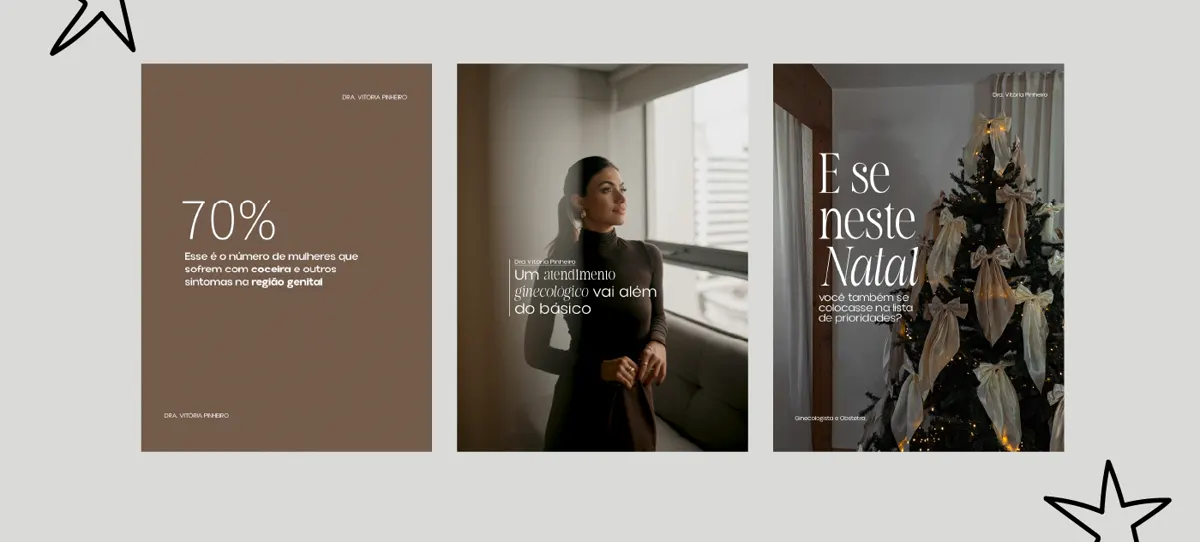 DRA. VITÓRIA PINHEIRO
70%
Esse é o número de mulheres que
sofrem com coceira e outros
sintomas na região genital
DRA. VITÓRIA PINHEIRO
Dra. Vitória Pinheiro
Um atendimento
ginecológico vai além
do básico
Dra. Vitória Pinheiro
E se
neste
Natal
você também se
colocasse na lista
de prioridades?
Ginecologista e Obstetra